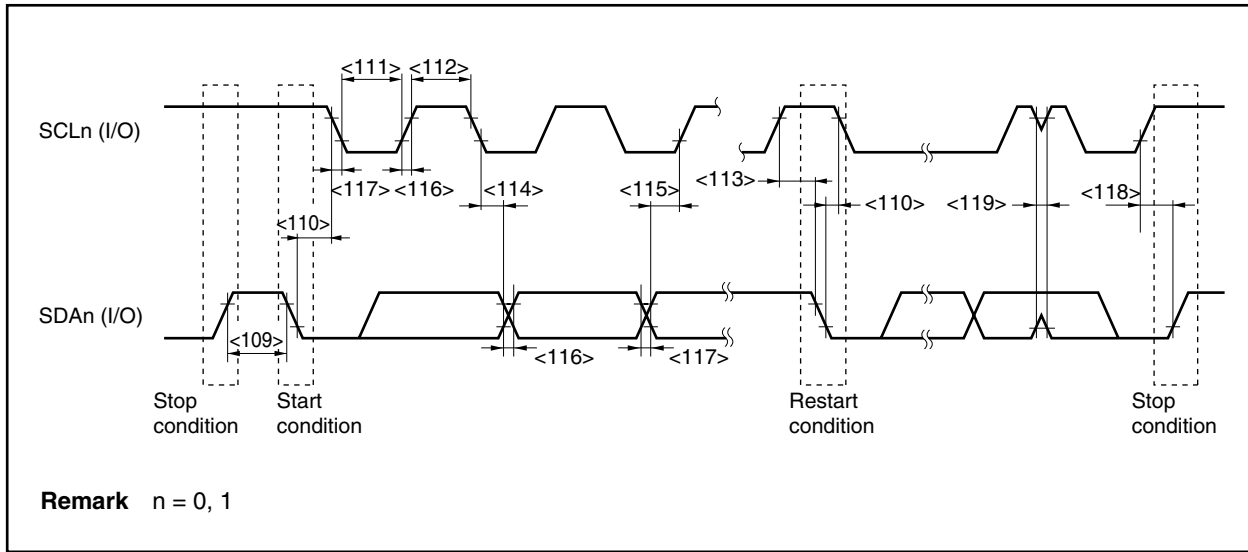 <111> <112>
SCLn (I/O)
<117> <116> <114> <115> <113> <110> <119> <118>
<110>
SDAn (I/O)
<109> <116> <117>
Stop condition
Start condition
Restart condition
Stop condition
Remark n = 0, 1